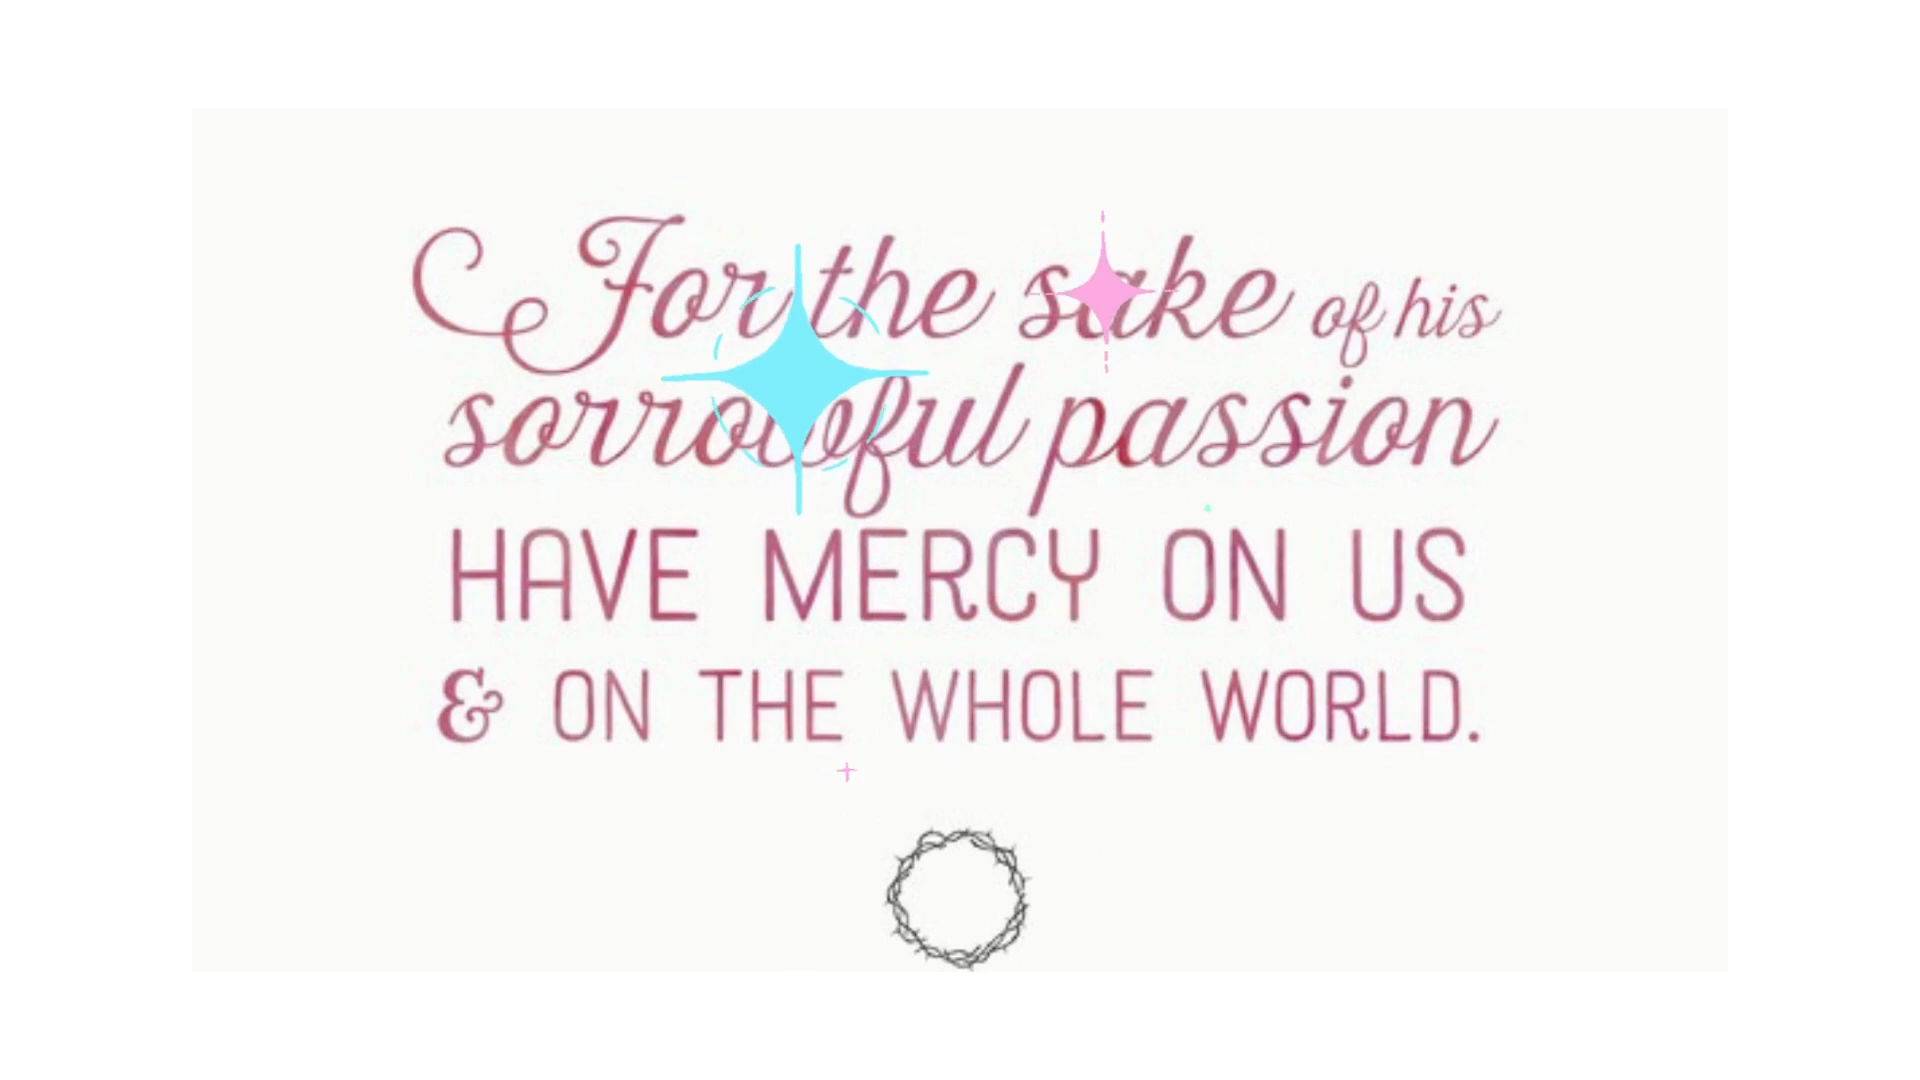 For the sake of his
sorrowful passion
HAVE MERCY ON US
& ON THE WHOLE WORLD.